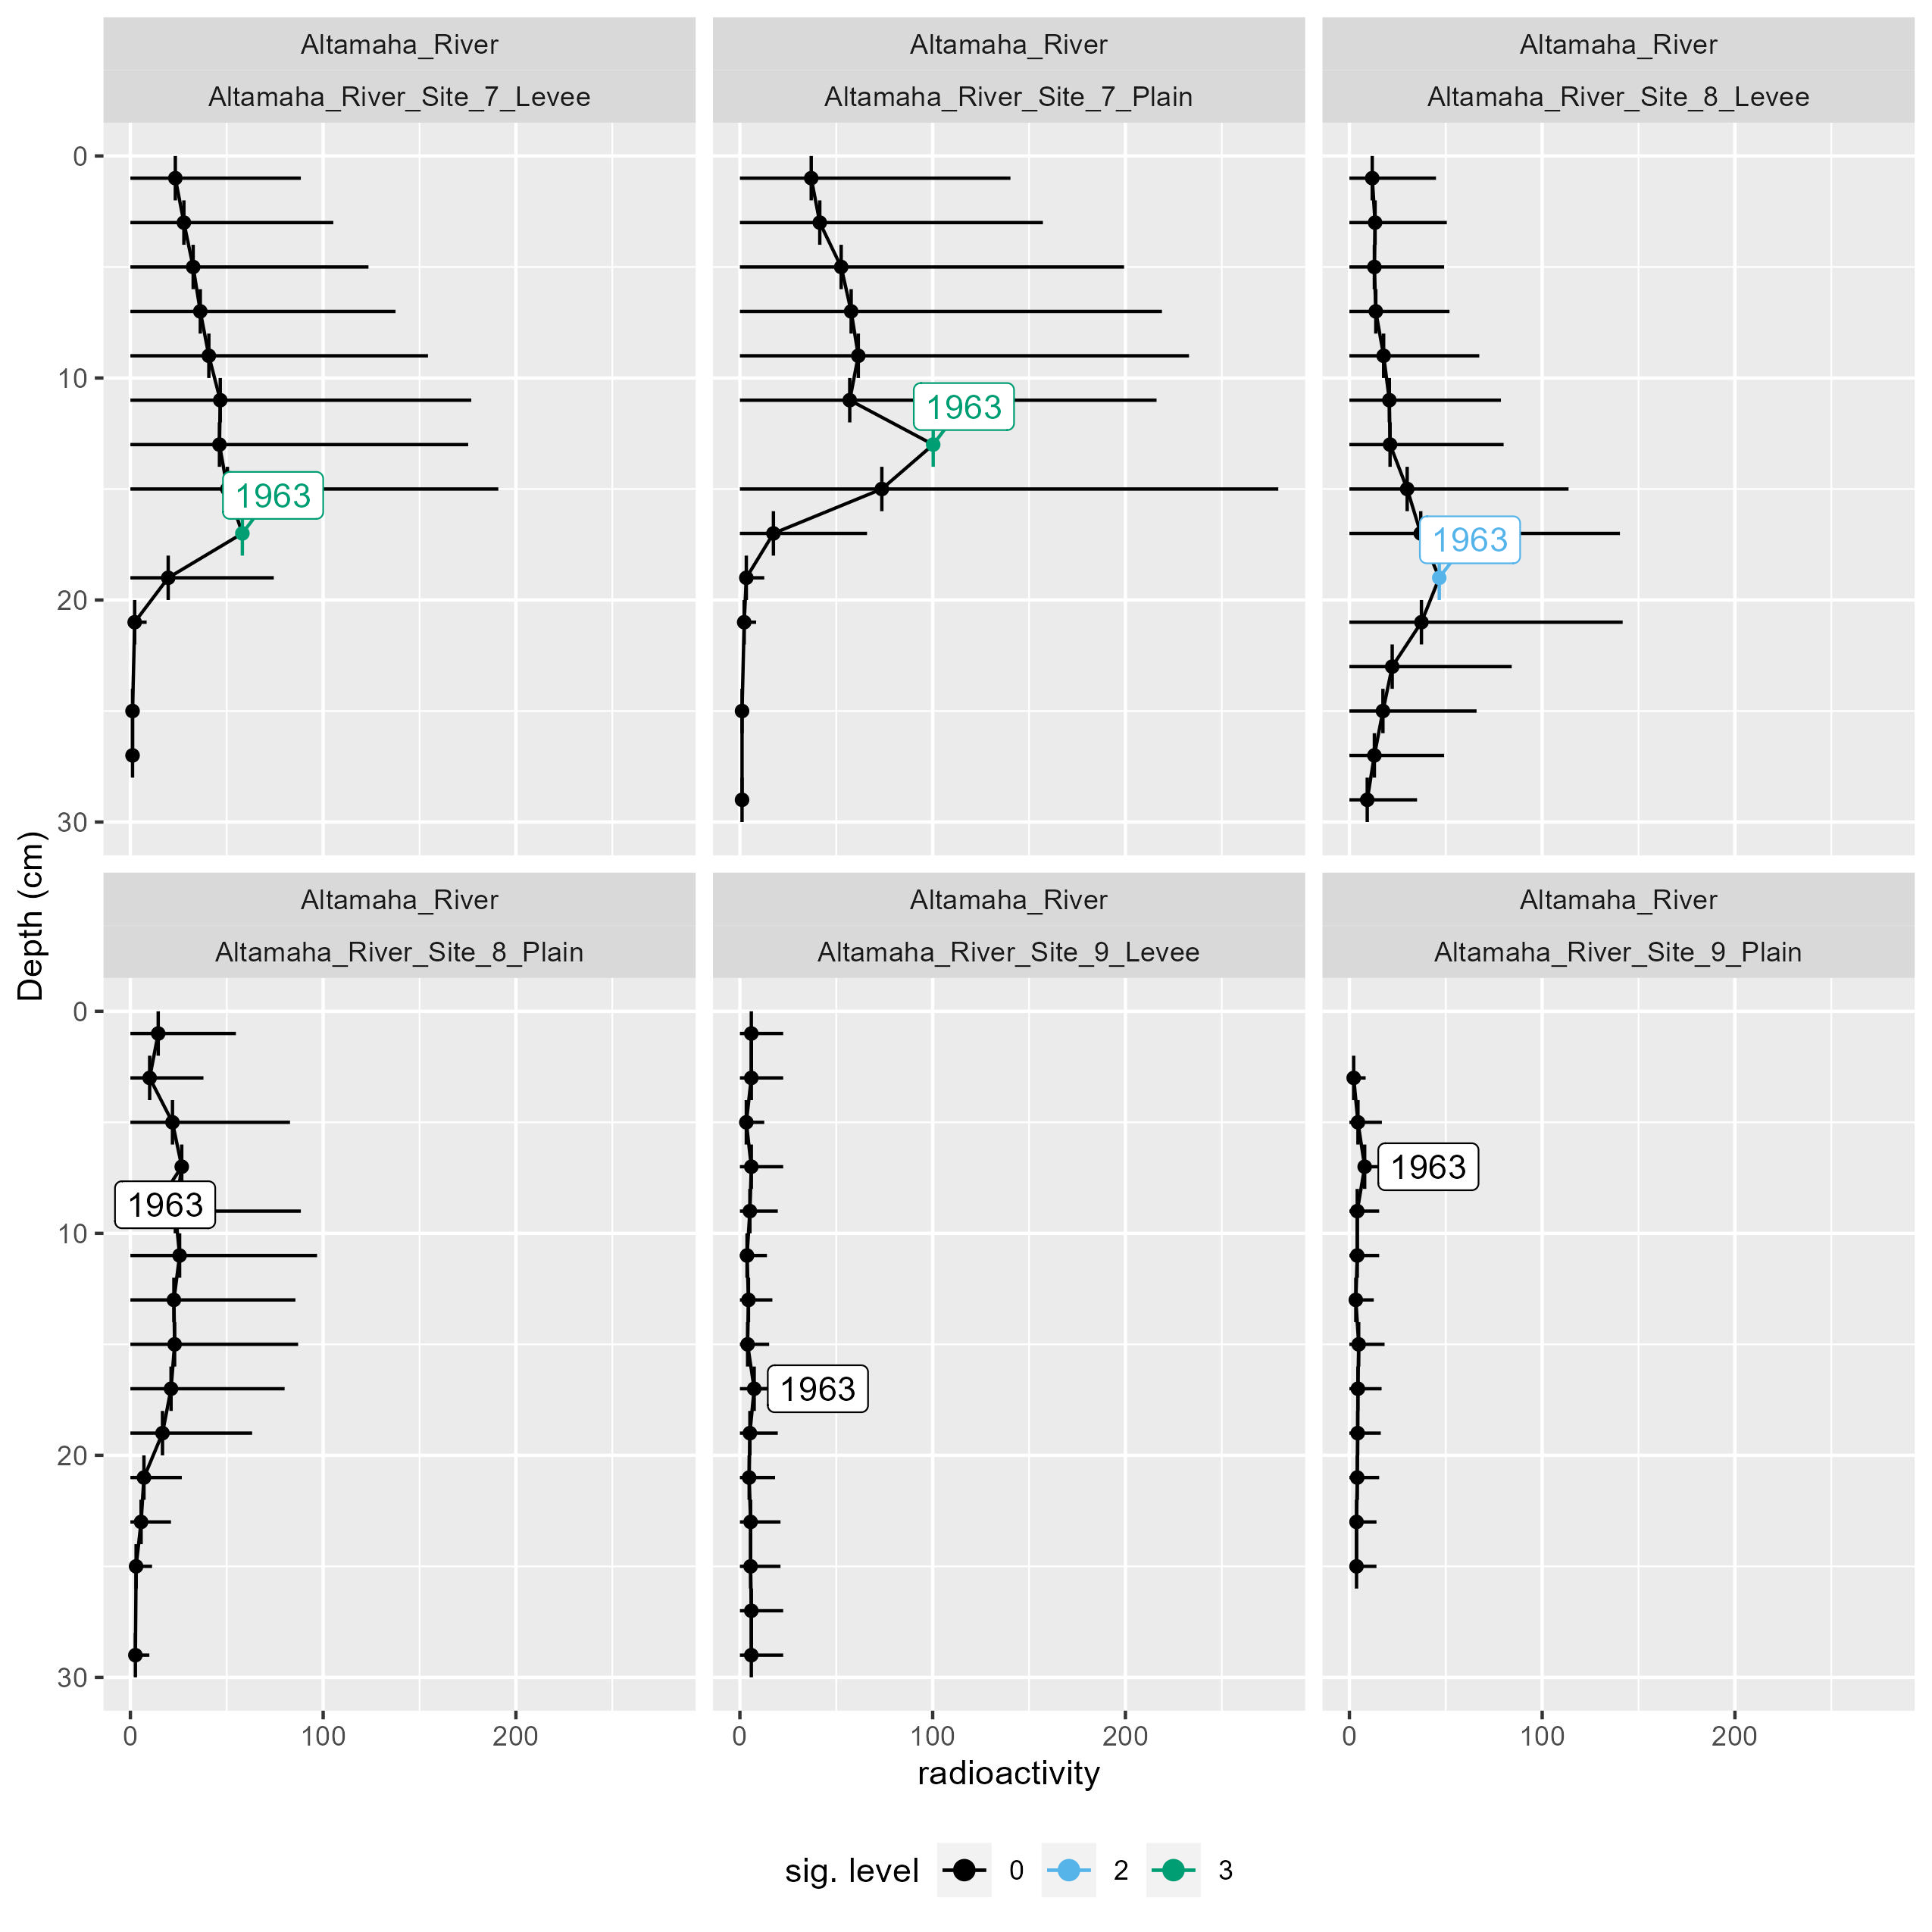 Altamaha_River Altamaha_River Altamaha_River
Altamaha_River_Site_7_Levee Altamaha_River_Site_7_Plain Altamaha_River_Site_8_Levee
0
10
1963 1963
1963
20
30
Depth (cm)
Altamaha_River Altamaha_River Altamaha_River
Altamaha_River_Site_8_Plain Altamaha_River_Site_9_Levee Altamaha_River_Site_9_Plain
0
1963
1963
10
1963
20
30
0 100 200 0 100 200 0 100 200
radioactivity
sig. level 0 2 3